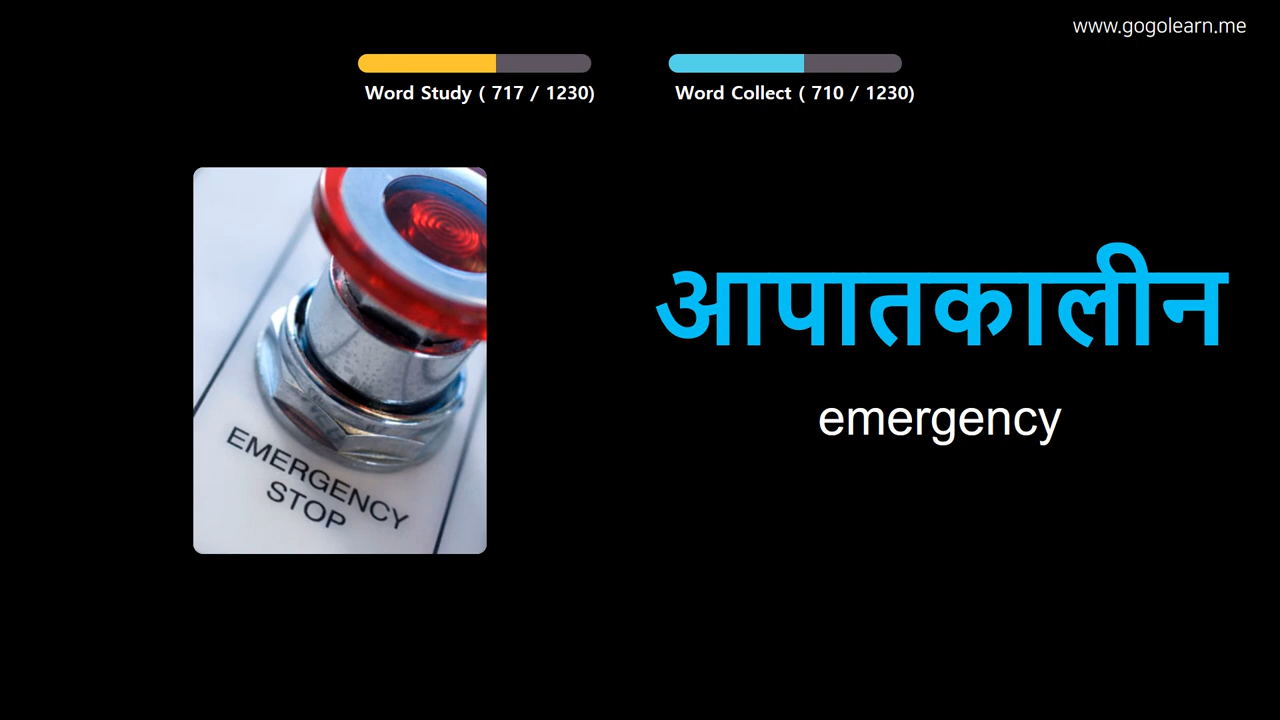 www.gogolearn.me
Word Study ( 717 / 1230)
Word Collect ( 710 / 1230)
आपातकालीन
emergency
EMERGENCY
STOP